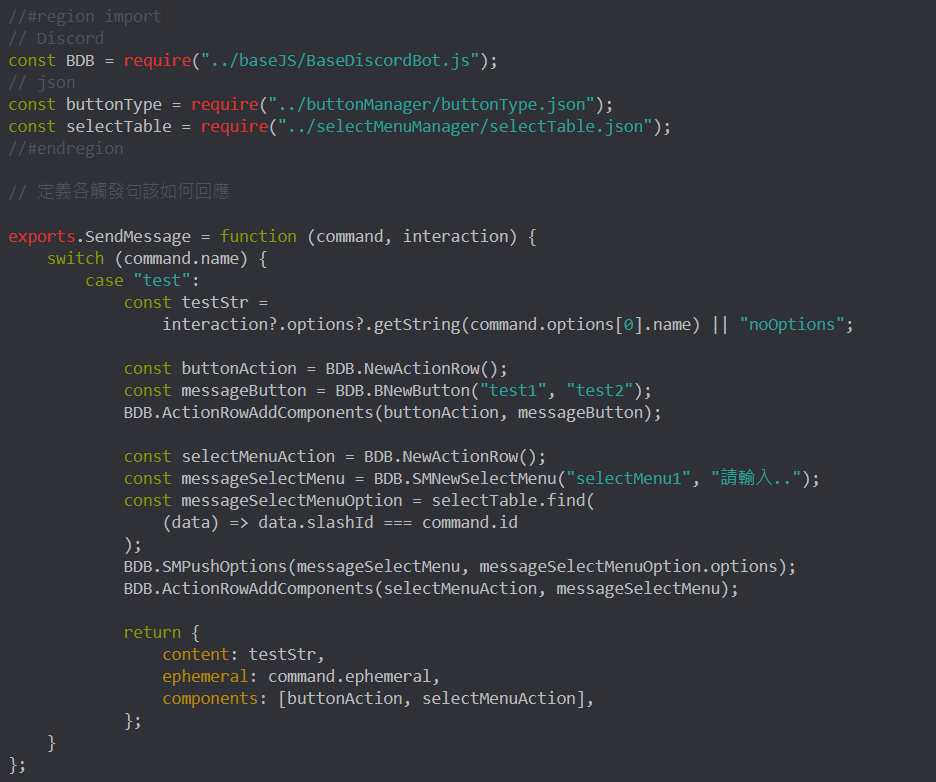 //#region import
// Discord
const BDB = require("../baseJS/BaseDiscordBot.js");
// json
const buttonType = require("../buttonManager/buttonType.json");
const selectTable = require("../selectMenuManager/selectTable.json");
//#endregion

// 定義各觸發句該如何回應

exports.SendMessage = function (command, interaction) {
    switch (command.name) {
        case "test":
            const testStr =
                interaction?.options?.getString(command.options[0].name) || "noOptions";

            const buttonAction = BDB.NewActionRow();
            const messageButton = BDB.BNewButton("test1", "test2");
            BDB.ActionRowAddComponents(buttonAction, messageButton);

            const selectMenuAction = BDB.NewActionRow();
            const messageSelectMenu = BDB.SMNewSelectMenu("selectMenu1", "請輸入..");
            const messageSelectMenuOption = selectTable.find(
                (data) => data.slashId === command.id
            );
            BDB.SMPushOptions(messageSelectMenu, messageSelectMenuOption.options);
            BDB.ActionRowAddComponents(selectMenuAction, messageSelectMenu);

            return {
                content: testStr,
                ephemeral: command.ephemeral,
                components: [buttonAction, selectMenuAction],
            };
    }
};